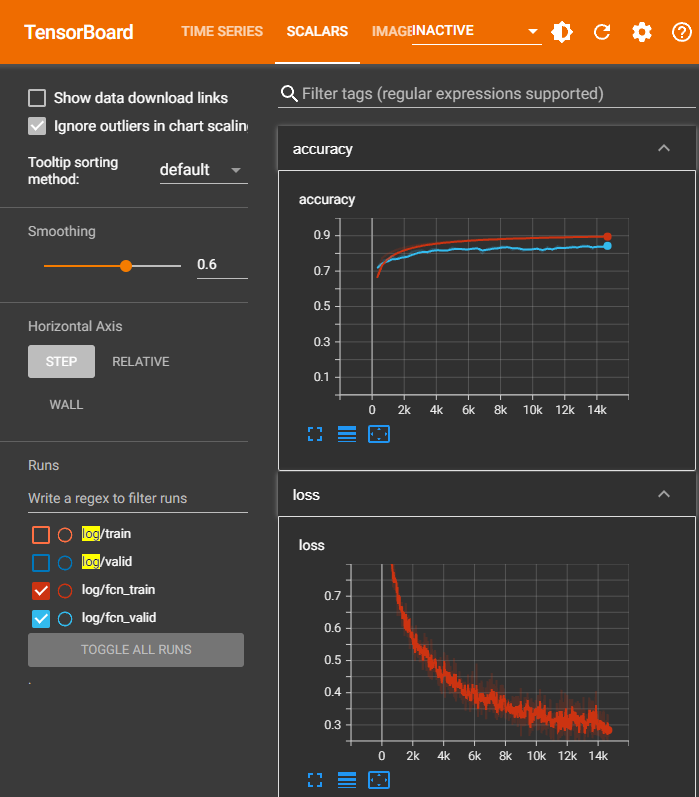 TensorBoard TIME SERIES SCALARS IMAG INACTIVE
Show data download links
Ignore outliers in chart scaling
Tooltip sorting
method:
default
Smoothing
0.6
Horizontal Axis
STEP RELATIVE
WALL
Runs
Write a regex to filter runs
log/train
log/valid
log/fcn_train
log/fcn_valid
TOGGLE ALL RUNS
.
Filter tags (regular expressions supported)
accuracy
accuracy
0.9
0.7
0.5
0.3
0.1
0 2k 4k 6k 8k 10k 12k 14k
loss
loss
0.7
0.6
0.5
0.4
0.3
0 2k 4k 6k 8k 10k 12k 14k